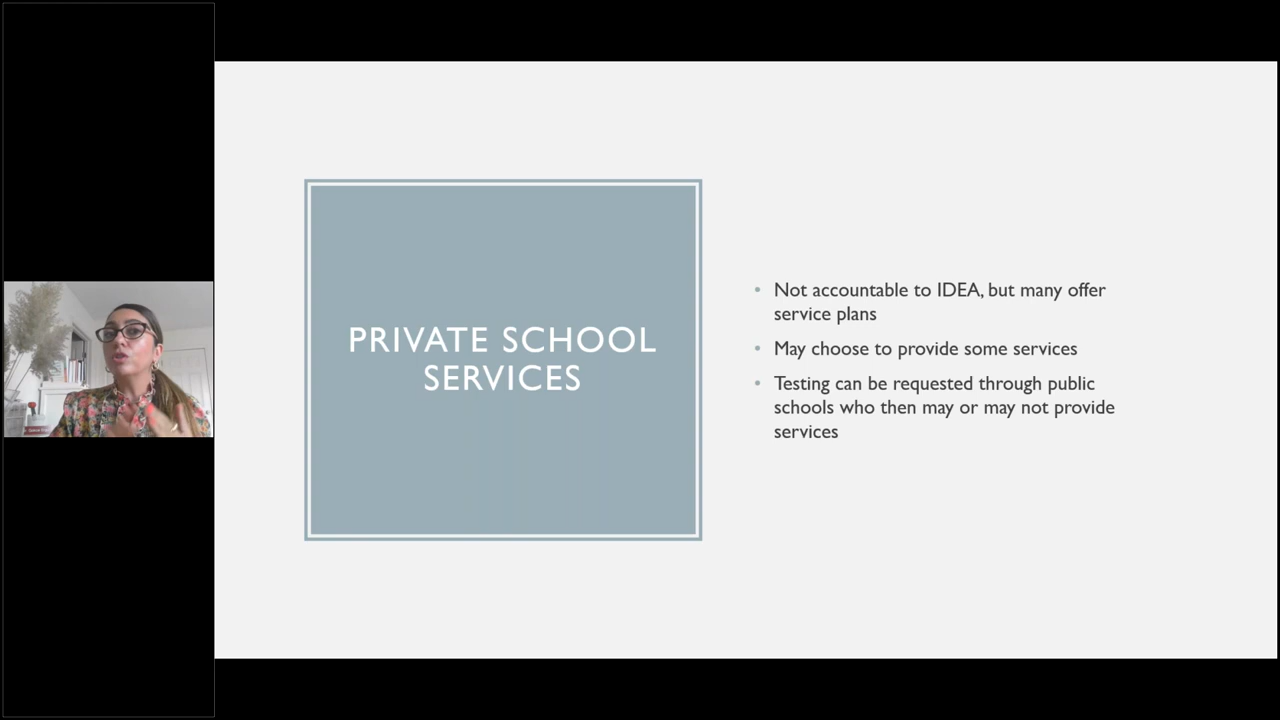 PRIVATE SCHOOL
SERVICES
• Not accountable to IDEA, but many offer
service plans
• May choose to provide some services
• Testing can be requested through public
schools who then may or may not provide
services